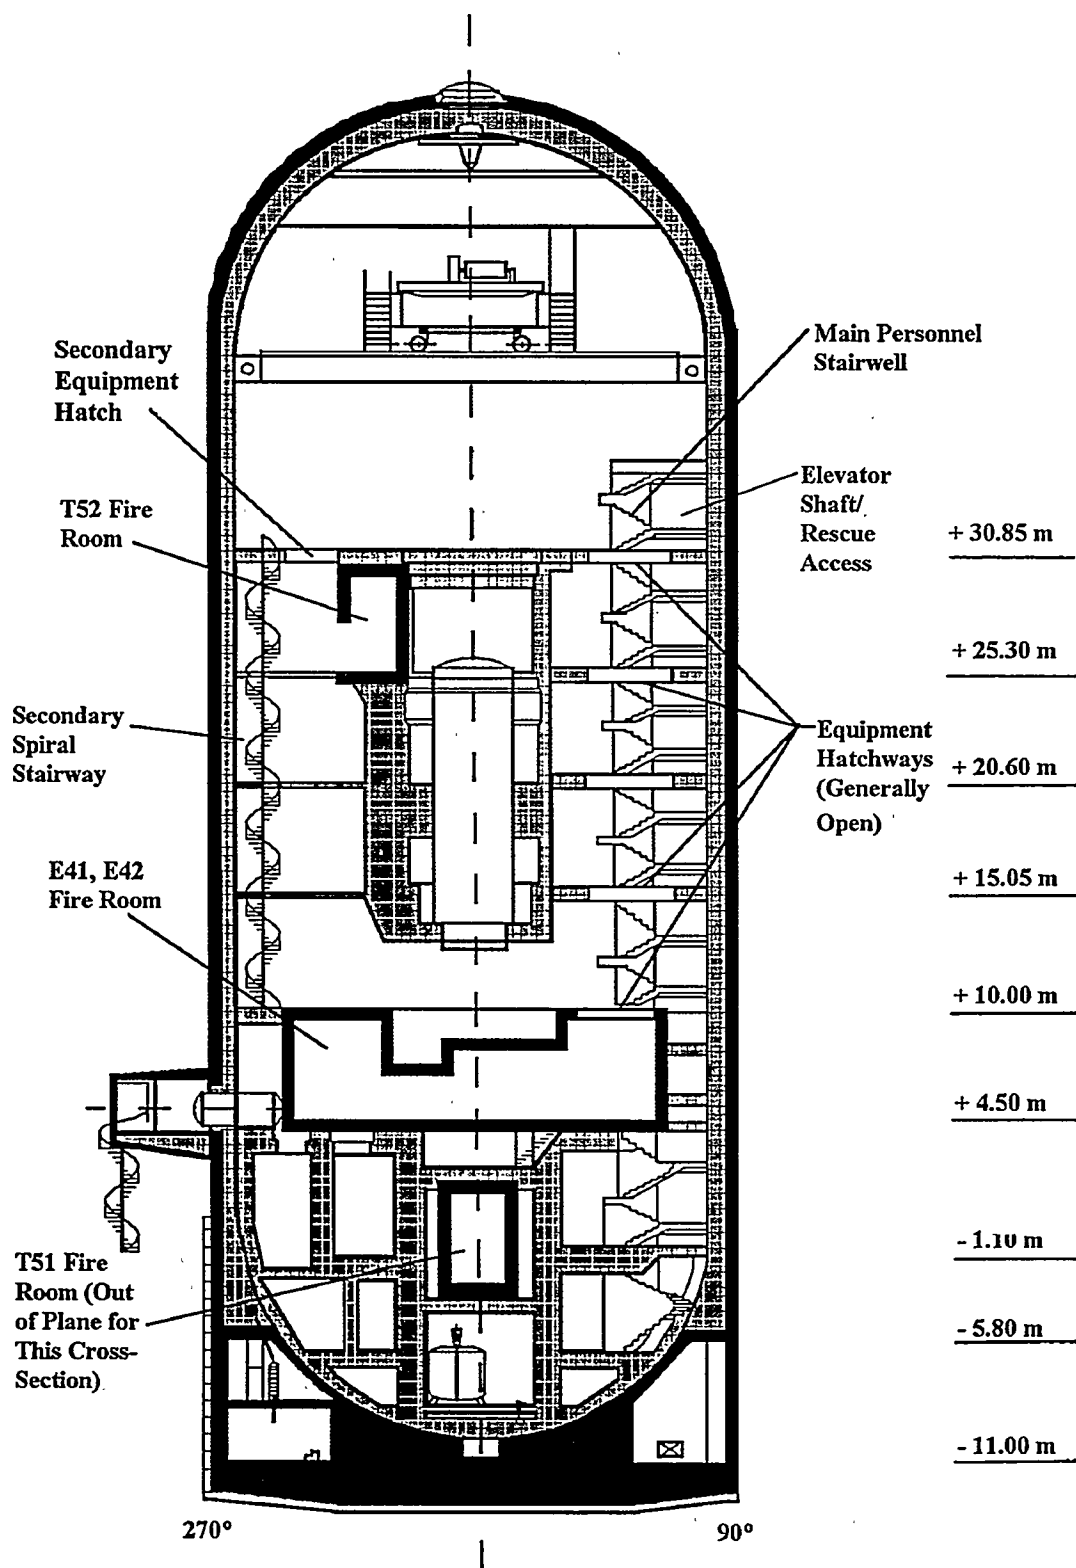 Main Personnel
Stairwell
Secondary
Equipment
Hatch
Elevator
Shaft/
Rescue
Access
T52 Fire
Room
+ 30.85 m
+ 25.30 m
Secondary
Spiral
Stairway
Equipment
Hatchways
(Generally
Open)
+ 20.60 m
E41, E42
Fire Room
+ 15.05 m
+ 10.00 m
+ 4.50 m
- 1.10 m
T51 Fire
Room (Out
of Plane for
This Cross-
Section)
- 5.80 m
- 11.00 m
270°
90°